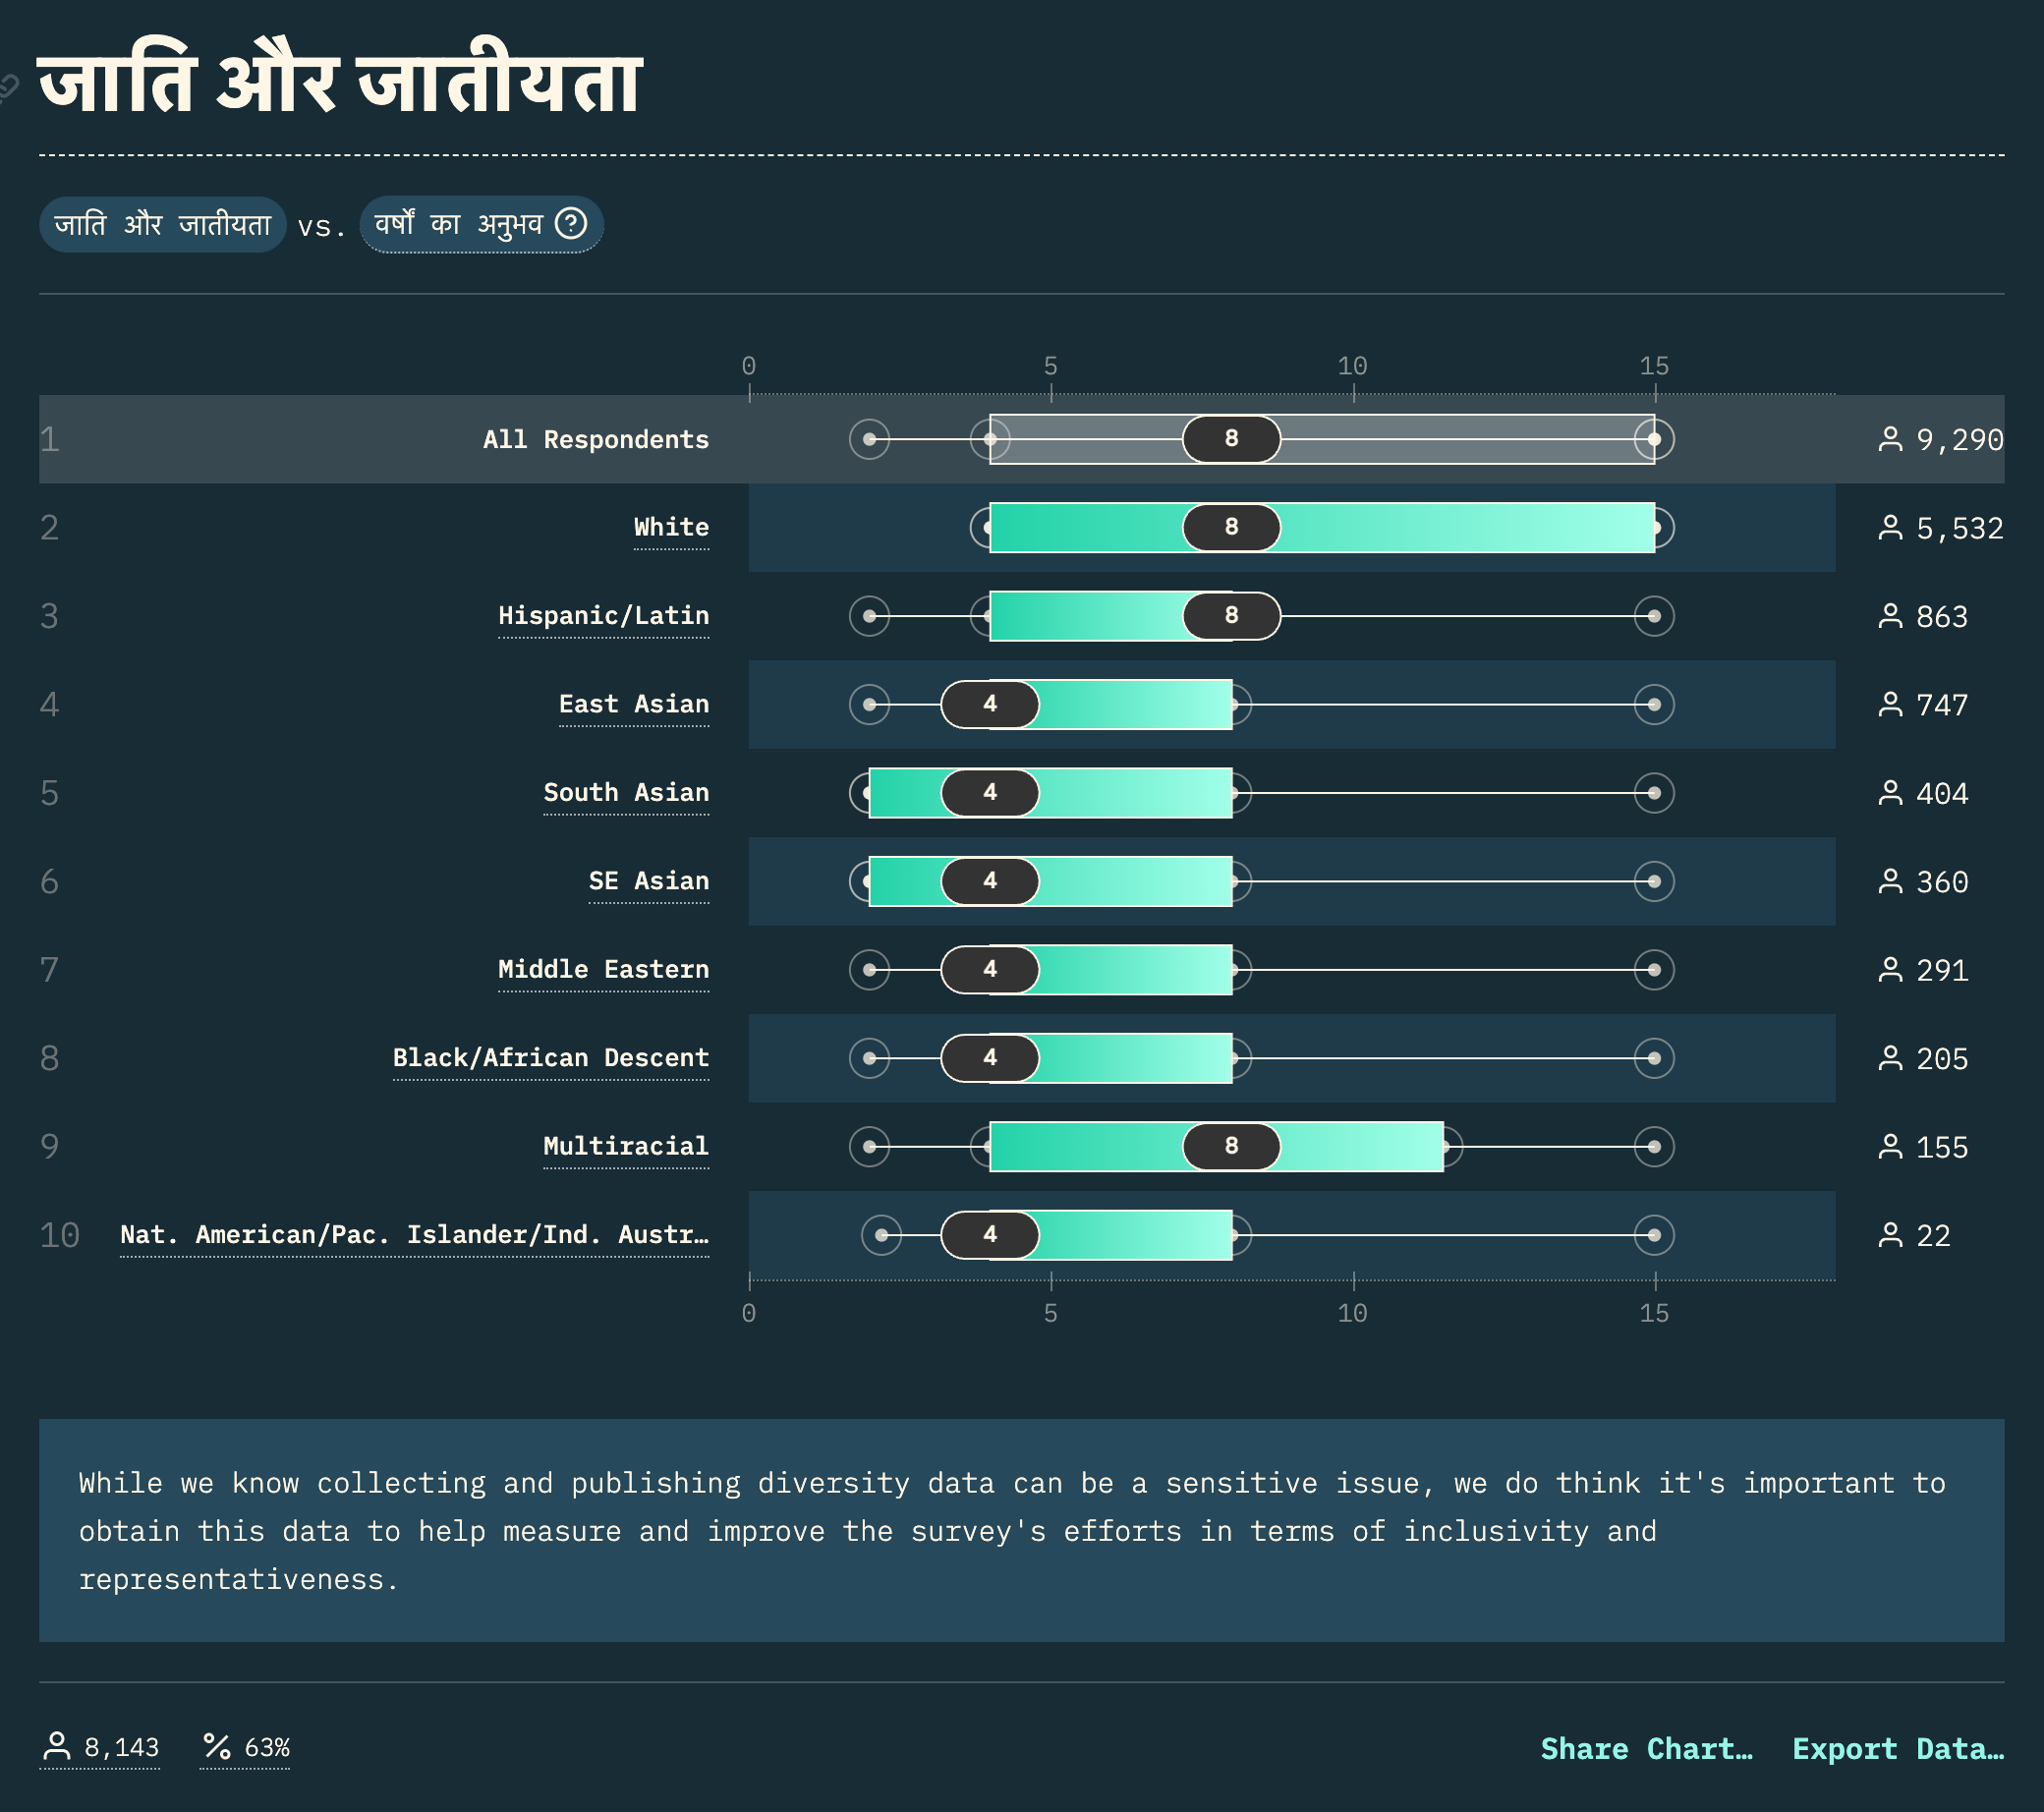 जाति और जातीयता
जाति और जातीयता vs. वर्षों का अनुभव ?
0 5 10 15
1 All Respondents 8 9,290
2 White 8 5,532
3 Hispanic/Latin 8 863
4 East Asian 4 747
5 South Asian 4 404
6 SE Asian 4 360
7 Middle Eastern 4 291
8 Black/African Descent 4 205
9 Multiracial 8 155
10 Nat. American/Pac. Islander/Ind. Austr… 4 22
0 5 10 15
While we know collecting and publishing diversity data can be a sensitive issue, we do think it's important to
obtain this data to help measure and improve the survey's efforts in terms of inclusivity and
representativeness.
8,143 % 63% Share Chart… Export Data…